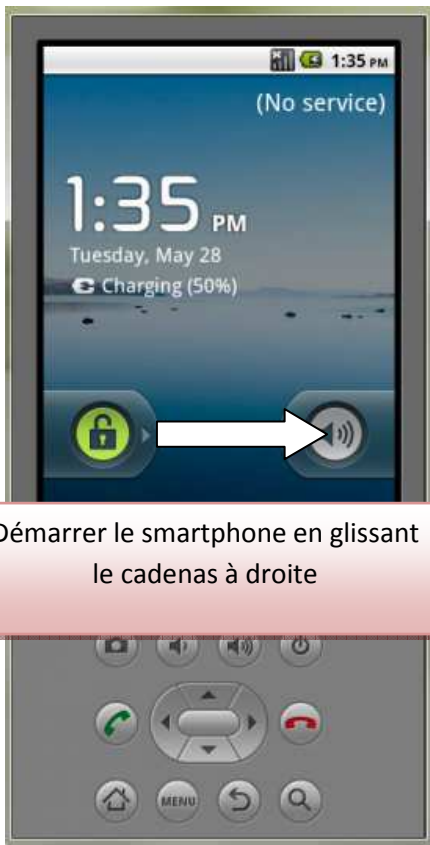 1:35 PM
(No service)
1:35 PM
Tuesday, May 28
Charging (50%)
Démarrer le smartphone en glissant
le cadenas à droite
MENU